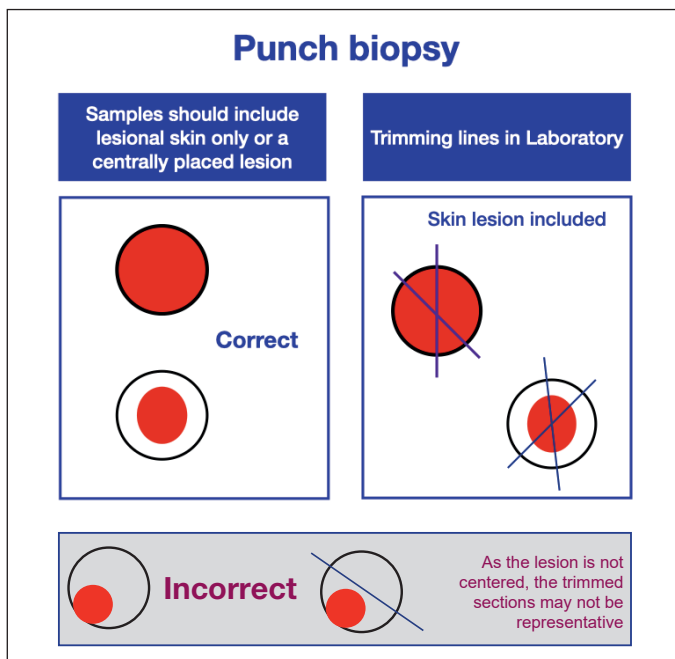 Punch biopsy
Samples should include
lesional skin only or a
centrally placed lesion
Trimming lines in Laboratory
Correct
Skin lesion included
Incorrect
As the lesion is not
centered, the trimmed
sections may not be
representative